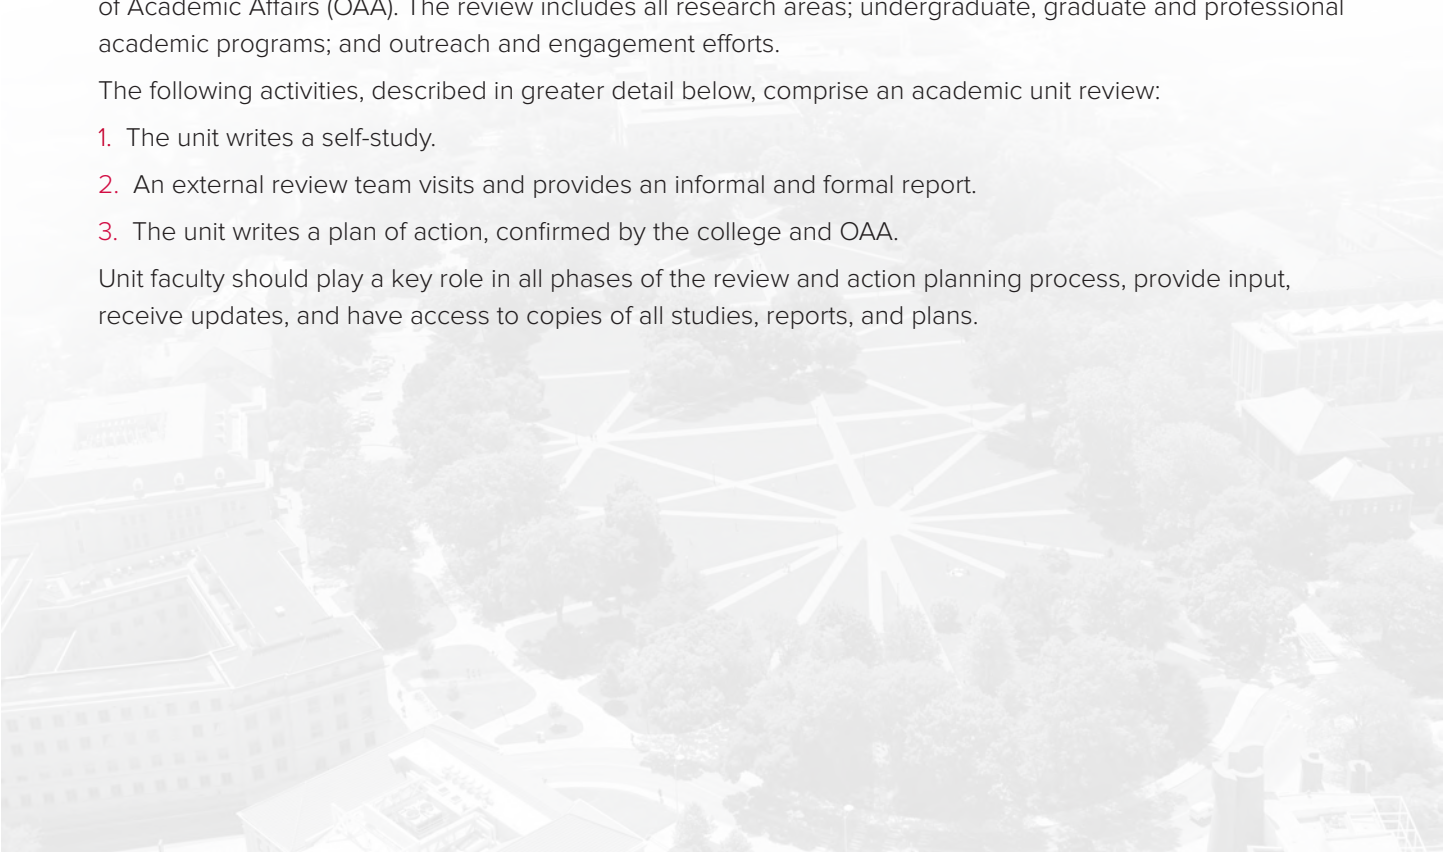 of Academic Affairs (OAA). The review includes all research areas; undergraduate, graduate and professional
academic programs; and outreach and engagement efforts.
The following activities, described in greater detail below, comprise an academic unit review:
1. The unit writes a self-study.
2. An external review team visits and provides an informal and formal report.
3. The unit writes a plan of action, confirmed by the college and OAA.
Unit faculty should play a key role in all phases of the review and action planning process, provide input,
receive updates, and have access to copies of all studies, reports, and plans.